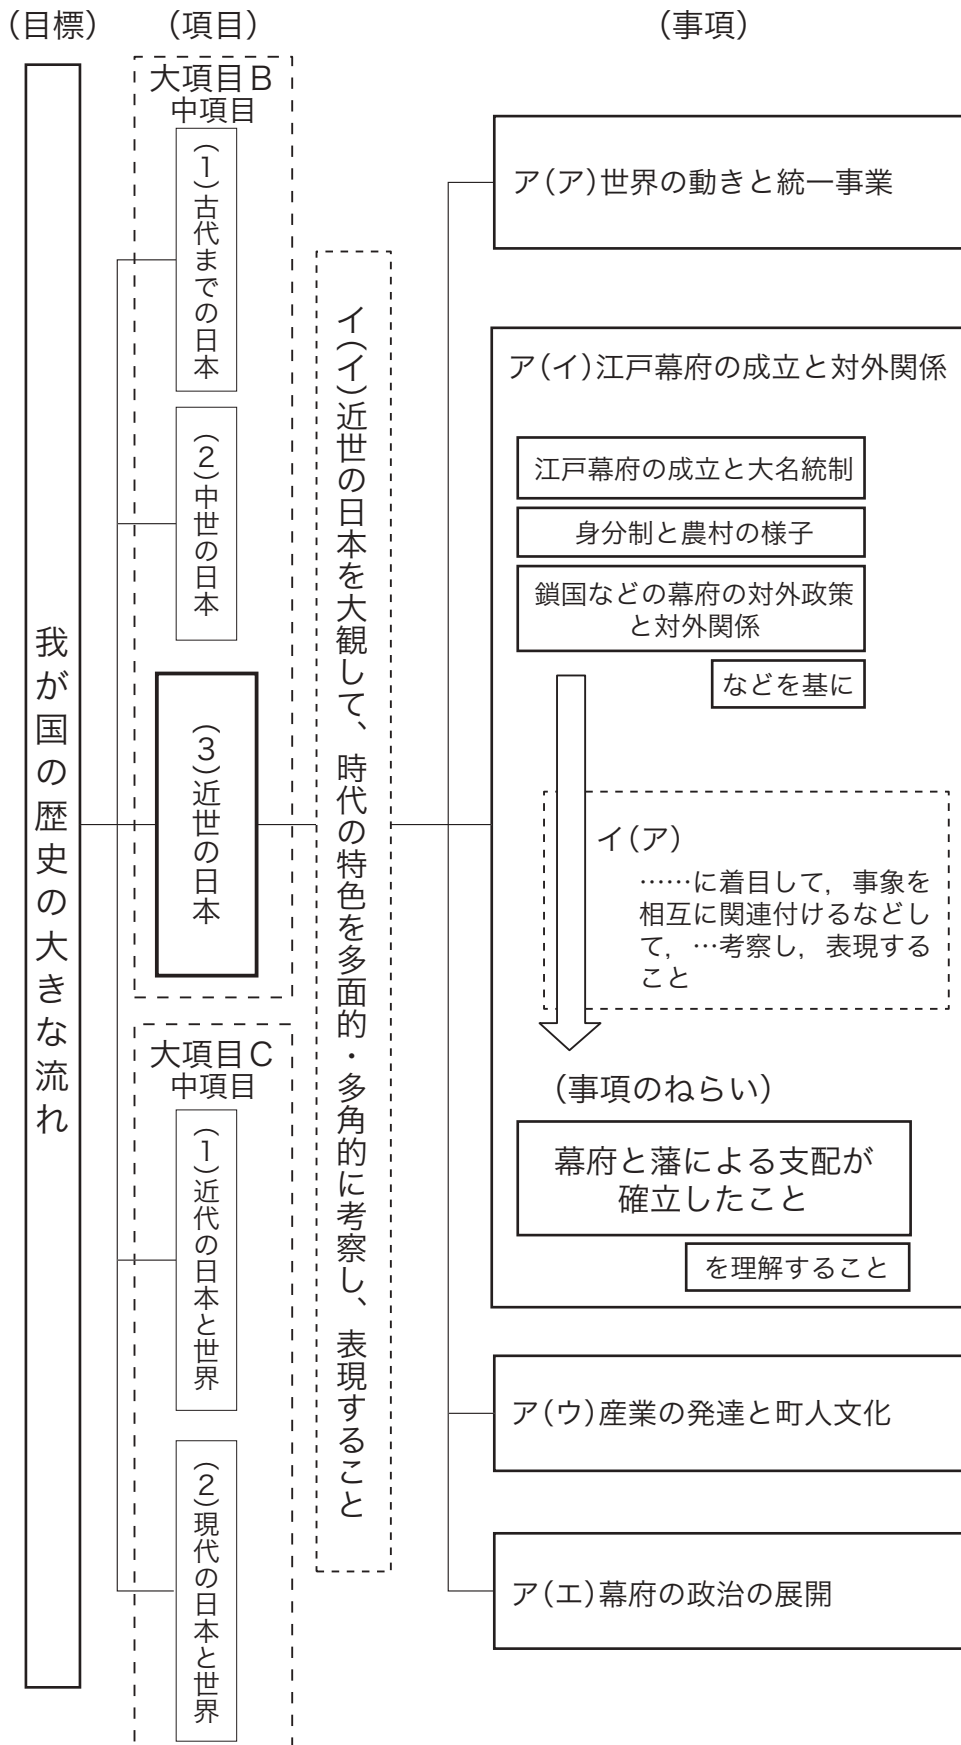 (目標)
(項目)
(事項)
我が国の歴史の大きな流れ
大項目B
中項目
(1)古代までの日本
(2)中世の日本
(3)近世の日本
大項目C
中項目
(1)近代の日本と世界
(2)現代の日本と世界
イ(イ)近世の日本を大観して、時代の特色を多面的・多角的に考察し、表現すること
ア(ア)世界の動きと統一事業
ア(イ)江戸幕府の成立と対外関係
江戸幕府の成立と大名統制
身分制と農村の様子
鎖国などの幕府の対外政策
と対外関係
などを基に
イ(ア)
……に着目して，事象を
相互に関連付けるなどし
て，…考察し，表現する
こと
(事項のねらい)
幕府と藩による支配が
確立したこと
を理解すること
ア(ウ)産業の発達と町人文化
ア(エ)幕府の政治の展開